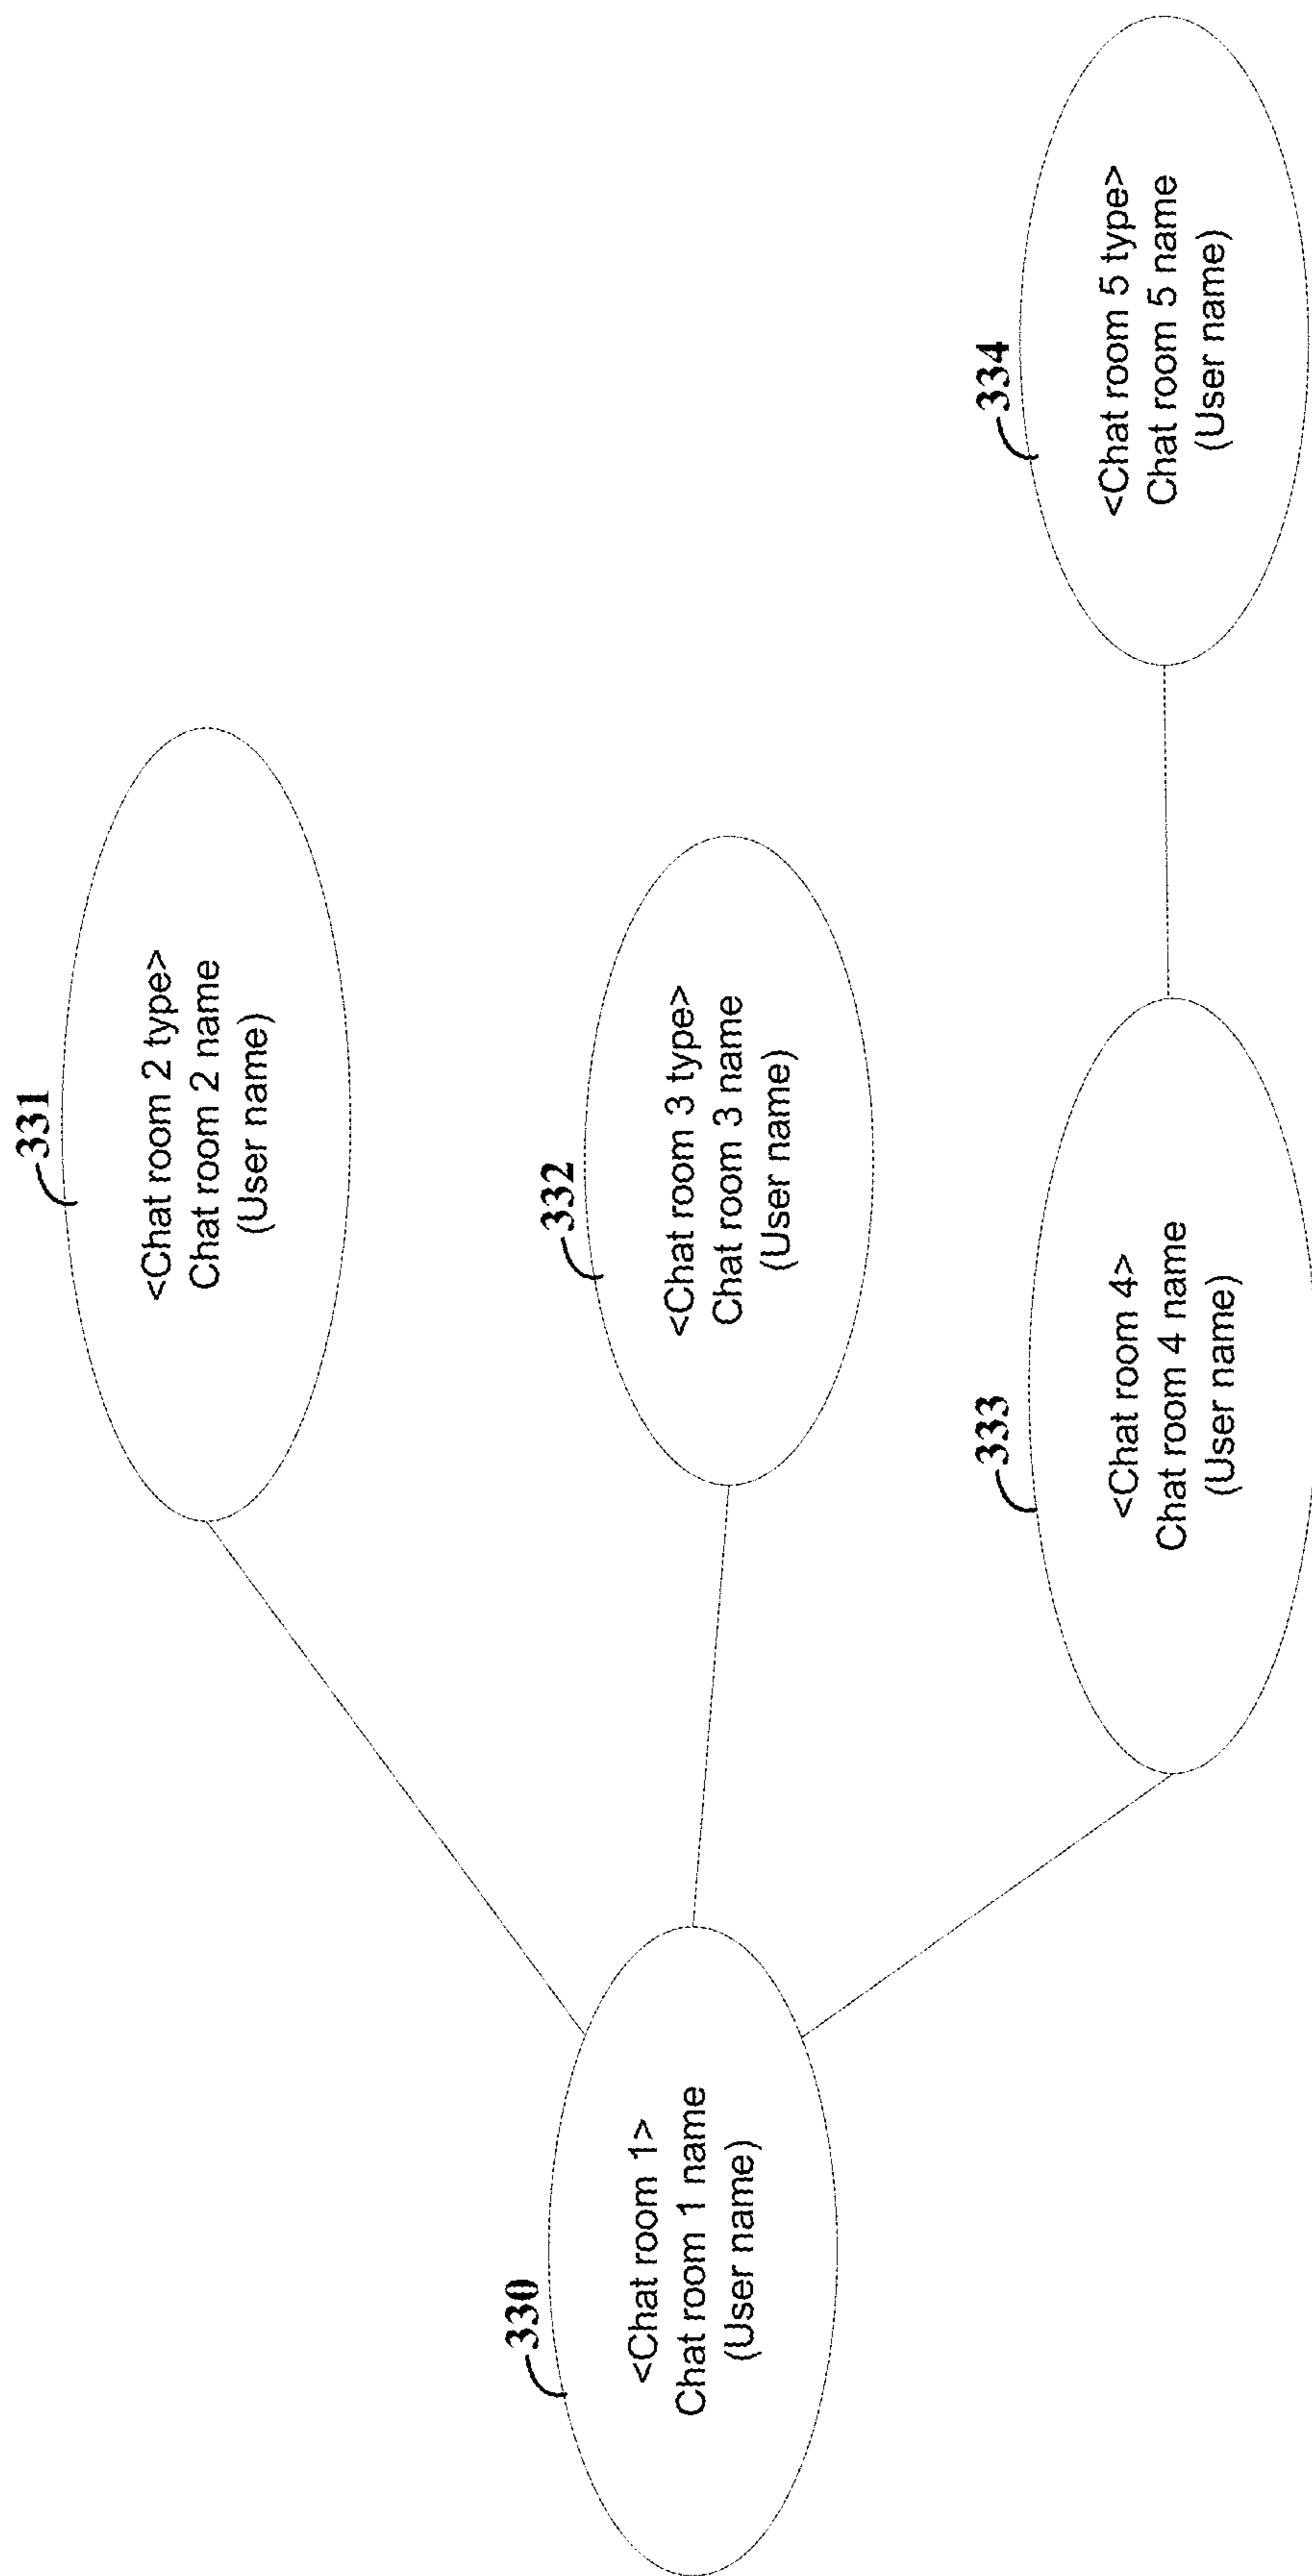 331
<Chat room 2 type>
Chat room 2 name
(User name)
332
<Chat room 3 type>
Chat room 3 name
(User name)
330
<Chat room 1>
Chat room 1 name
(User name)
333
<Chat room 4>
Chat room 4 name
(User name)
334
<Chat room 5 type>
Chat room 5 name
(User name)